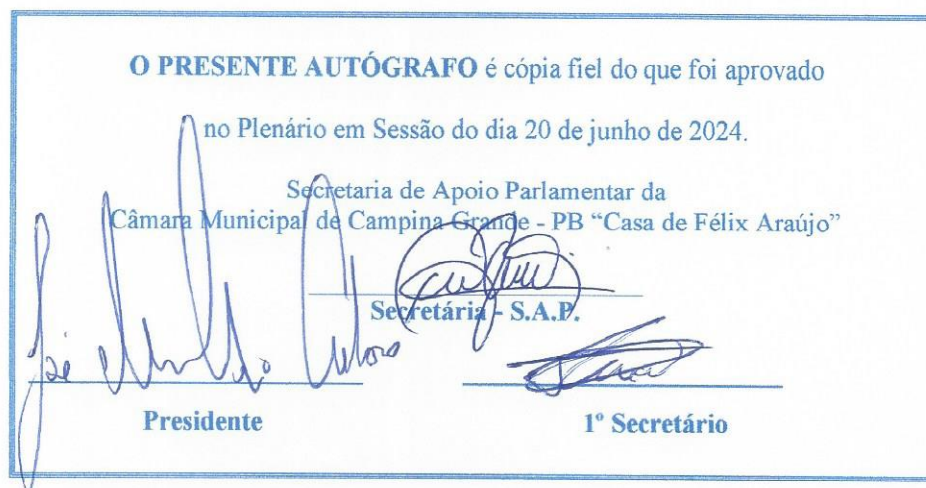 O PRESENTE AUTÓGRAFO é cópia fiel do que foi aprovado
no Plenário em Sessão do dia 20 de junho de 2024.
Secretaria de Apoio Parlamentar da
Câmara Municipal de Campina Grande - PB “Casa de Félix Araújo”
Secretária - S.A.P.
Presidente
1º Secretário